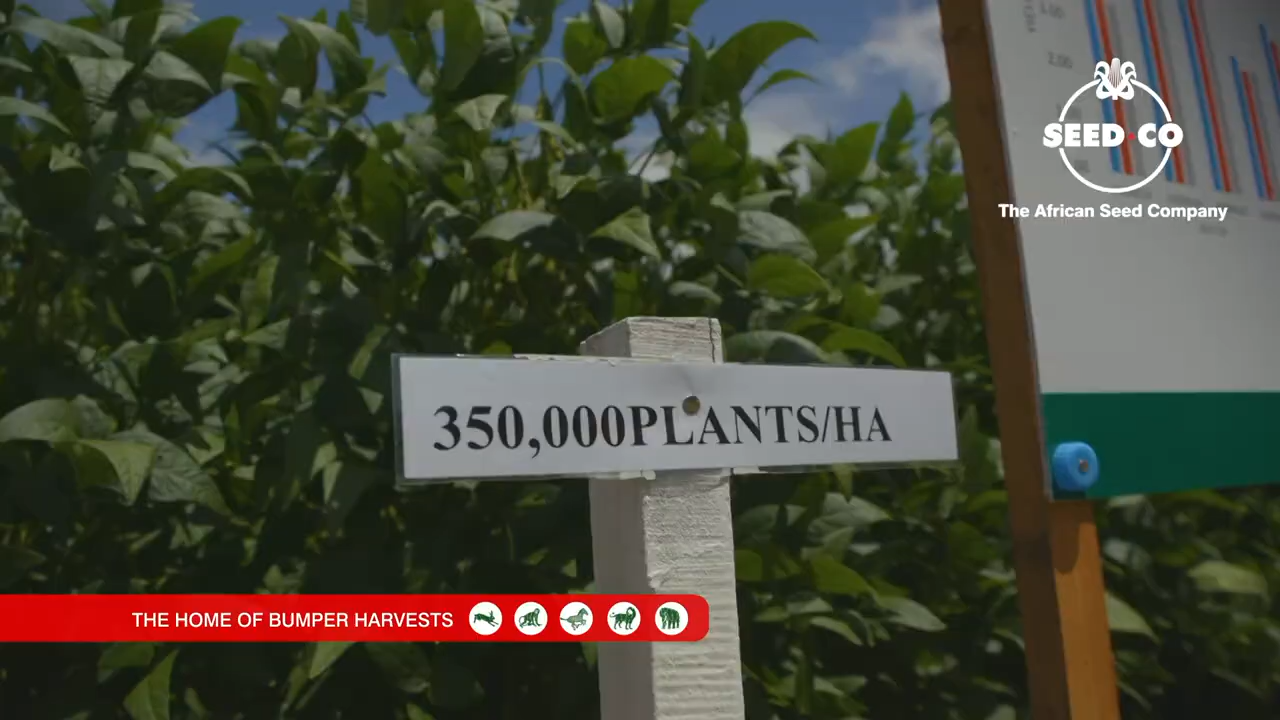 SEED·CO
The African Seed Company
350,000PLANTS/HA
THE HOME OF BUMPER HARVESTS